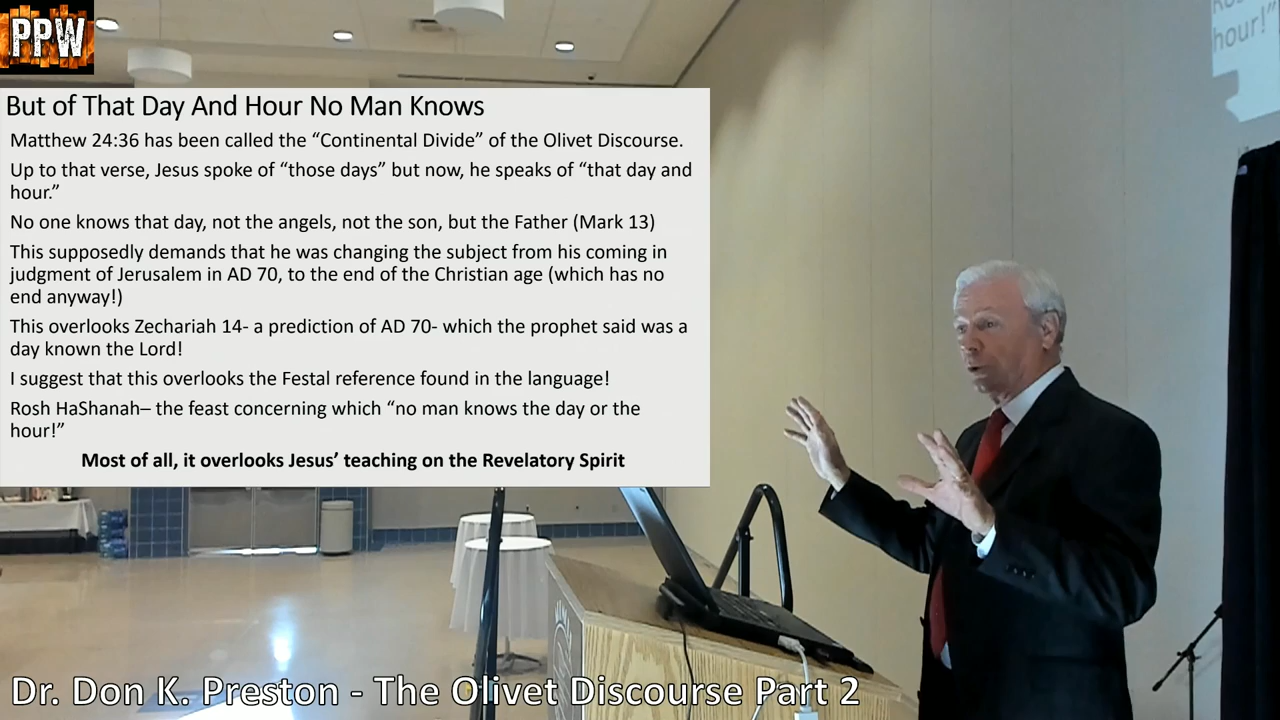 PPW
But of That Day And Hour No Man Knows
Matthew 24:36 has been called the “Continental Divide” of the Olivet Discourse.
Up to that verse, Jesus spoke of “those days” but now, he speaks of “that day and
hour.”
No one knows that day, not the angels, not the son, but the Father (Mark 13)
This supposedly demands that he was changing the subject from his coming in
judgment of Jerusalem in AD 70, to the end of the Christian age (which has no
end anyway!)
This overlooks Zechariah 14- a prediction of AD 70- which the prophet said was a
day known the Lord!
I suggest that this overlooks the Festal reference found in the language!
Rosh HaShanah– the feast concerning which “no man knows the day or the
hour!”
Most of all, it overlooks Jesus’ teaching on the Revelatory Spirit
hour!”
Dr. Don K. Preston - The Olivet Discourse Part 2